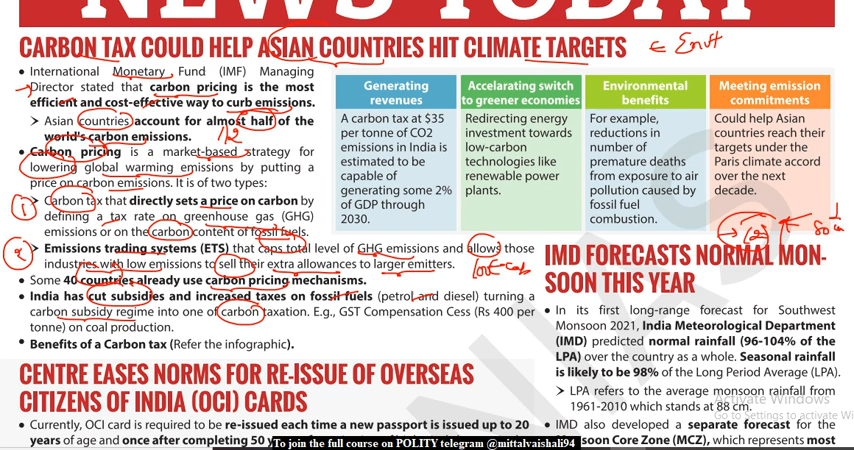 NEWS TODAY
CARBON TAX COULD HELP ASIAN COUNTRIES HIT CLIMATE TARGETS
• International Monetary Fund (IMF) Managing
Director stated that carbon pricing is the most
efficient and cost-effective way to curb emissions.
➤ Asian countries account for almost half of the
world's carbon emissions.
1/2
• Carbon pricing is a market-based strategy for
lowering global warming emissions by putting a
price on carbon emissions. It is of two types:
1
➤ Carbon tax that directly sets a price on carbon by
defining a tax rate on greenhouse gas (GHG)
emissions or on the carbon content of fossil fuels.
2
➤ Emissions trading systems (ETS) that caps total level of GHG emissions and allows those
industries with low emissions to sell their extra allowances to larger emitters.
• Some 40 countries already use carbon pricing mechanisms.
• India has cut subsidies and increased taxes on fossil fuels (petrol and diesel) turning a
carbon subsidy regime into one of carbon taxation. E.g., GST Compensation Cess (Rs 400 per
tonne) on coal production.
• Benefits of a Carbon tax (Refer the infographic).
Generating
revenues
A carbon tax at $35
per tonne of CO2
emissions in India is
estimated to be
capable of
generating some 2%
of GDP through
2030.
Accelarating switch
to greener economies
Redirecting energy
investment towards
low-carbon
technologies like
renewable power
plants.
Environmental
benefits
For example,
reductions in
number of
premature deaths
from exposure to air
pollution caused by
fossil fuel
combustion.
Meeting emission
commitments
Could help Asian
countries reach their
targets under the
Paris climate accord
over the next
decade.
CENTRE EASES NORMS FOR RE-ISSUE OF OVERSEAS
CITIZENS OF INDIA (OCI) CARDS
• Currently, OCI card is required to be re-issued each time a new passport is issued up to 20
years of age and once after completing 50
IMD FORECASTS NORMAL MON-
SOON THIS YEAR
• In its first long-range forecast for Southwest
Monsoon 2021, India Meteorological Department
(IMD) predicted normal rainfall (96-104% of the
LPA) over the country as a whole. Seasonal rainfall
is likely to be 98% of the Long Period Average (LPA).
➤ LPA refers to the average monsoon rainfall from
1961-2010 which stands at 88 cm.
• IMD also developed a separate forecast for the
Monsoon Core Zone (MCZ), which represents most
Activate Windows
Go to Settings to activate Wi
To join the full course on POLITY telegram @mittalvaishali94